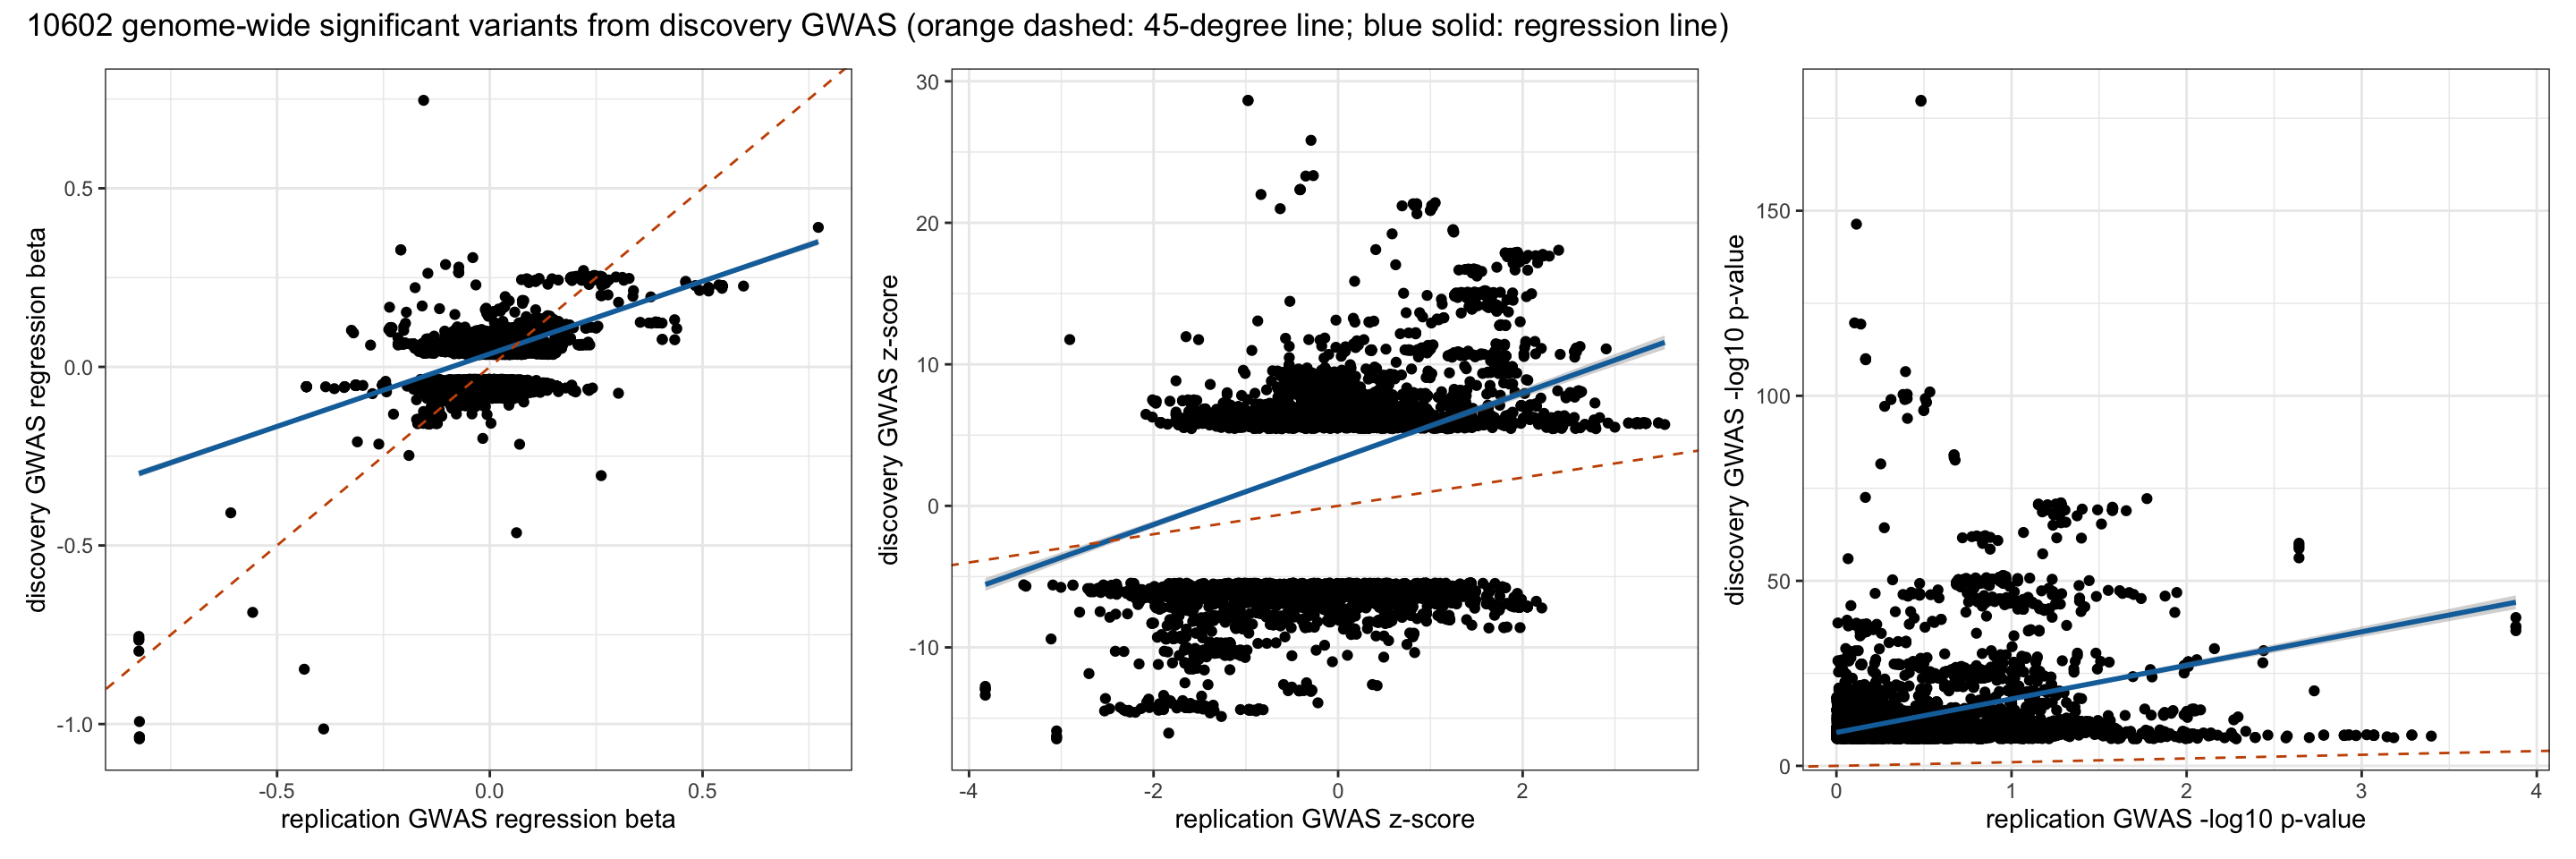 10602 genome-wide significant variants from discovery GWAS (orange dashed: 45-degree line; blue solid: regression line)
discovery GWAS regression beta
0.5
0.0
-0.5
-1.0
-0.5 0.0 0.5
replication GWAS regression beta
discovery GWAS z-score
30
20
10
0
-10
-4 -2 0 2
replication GWAS z-score
discovery GWAS -log10 p-value
150
100
50
0
0 1 2 3 4
replication GWAS -log10 p-value